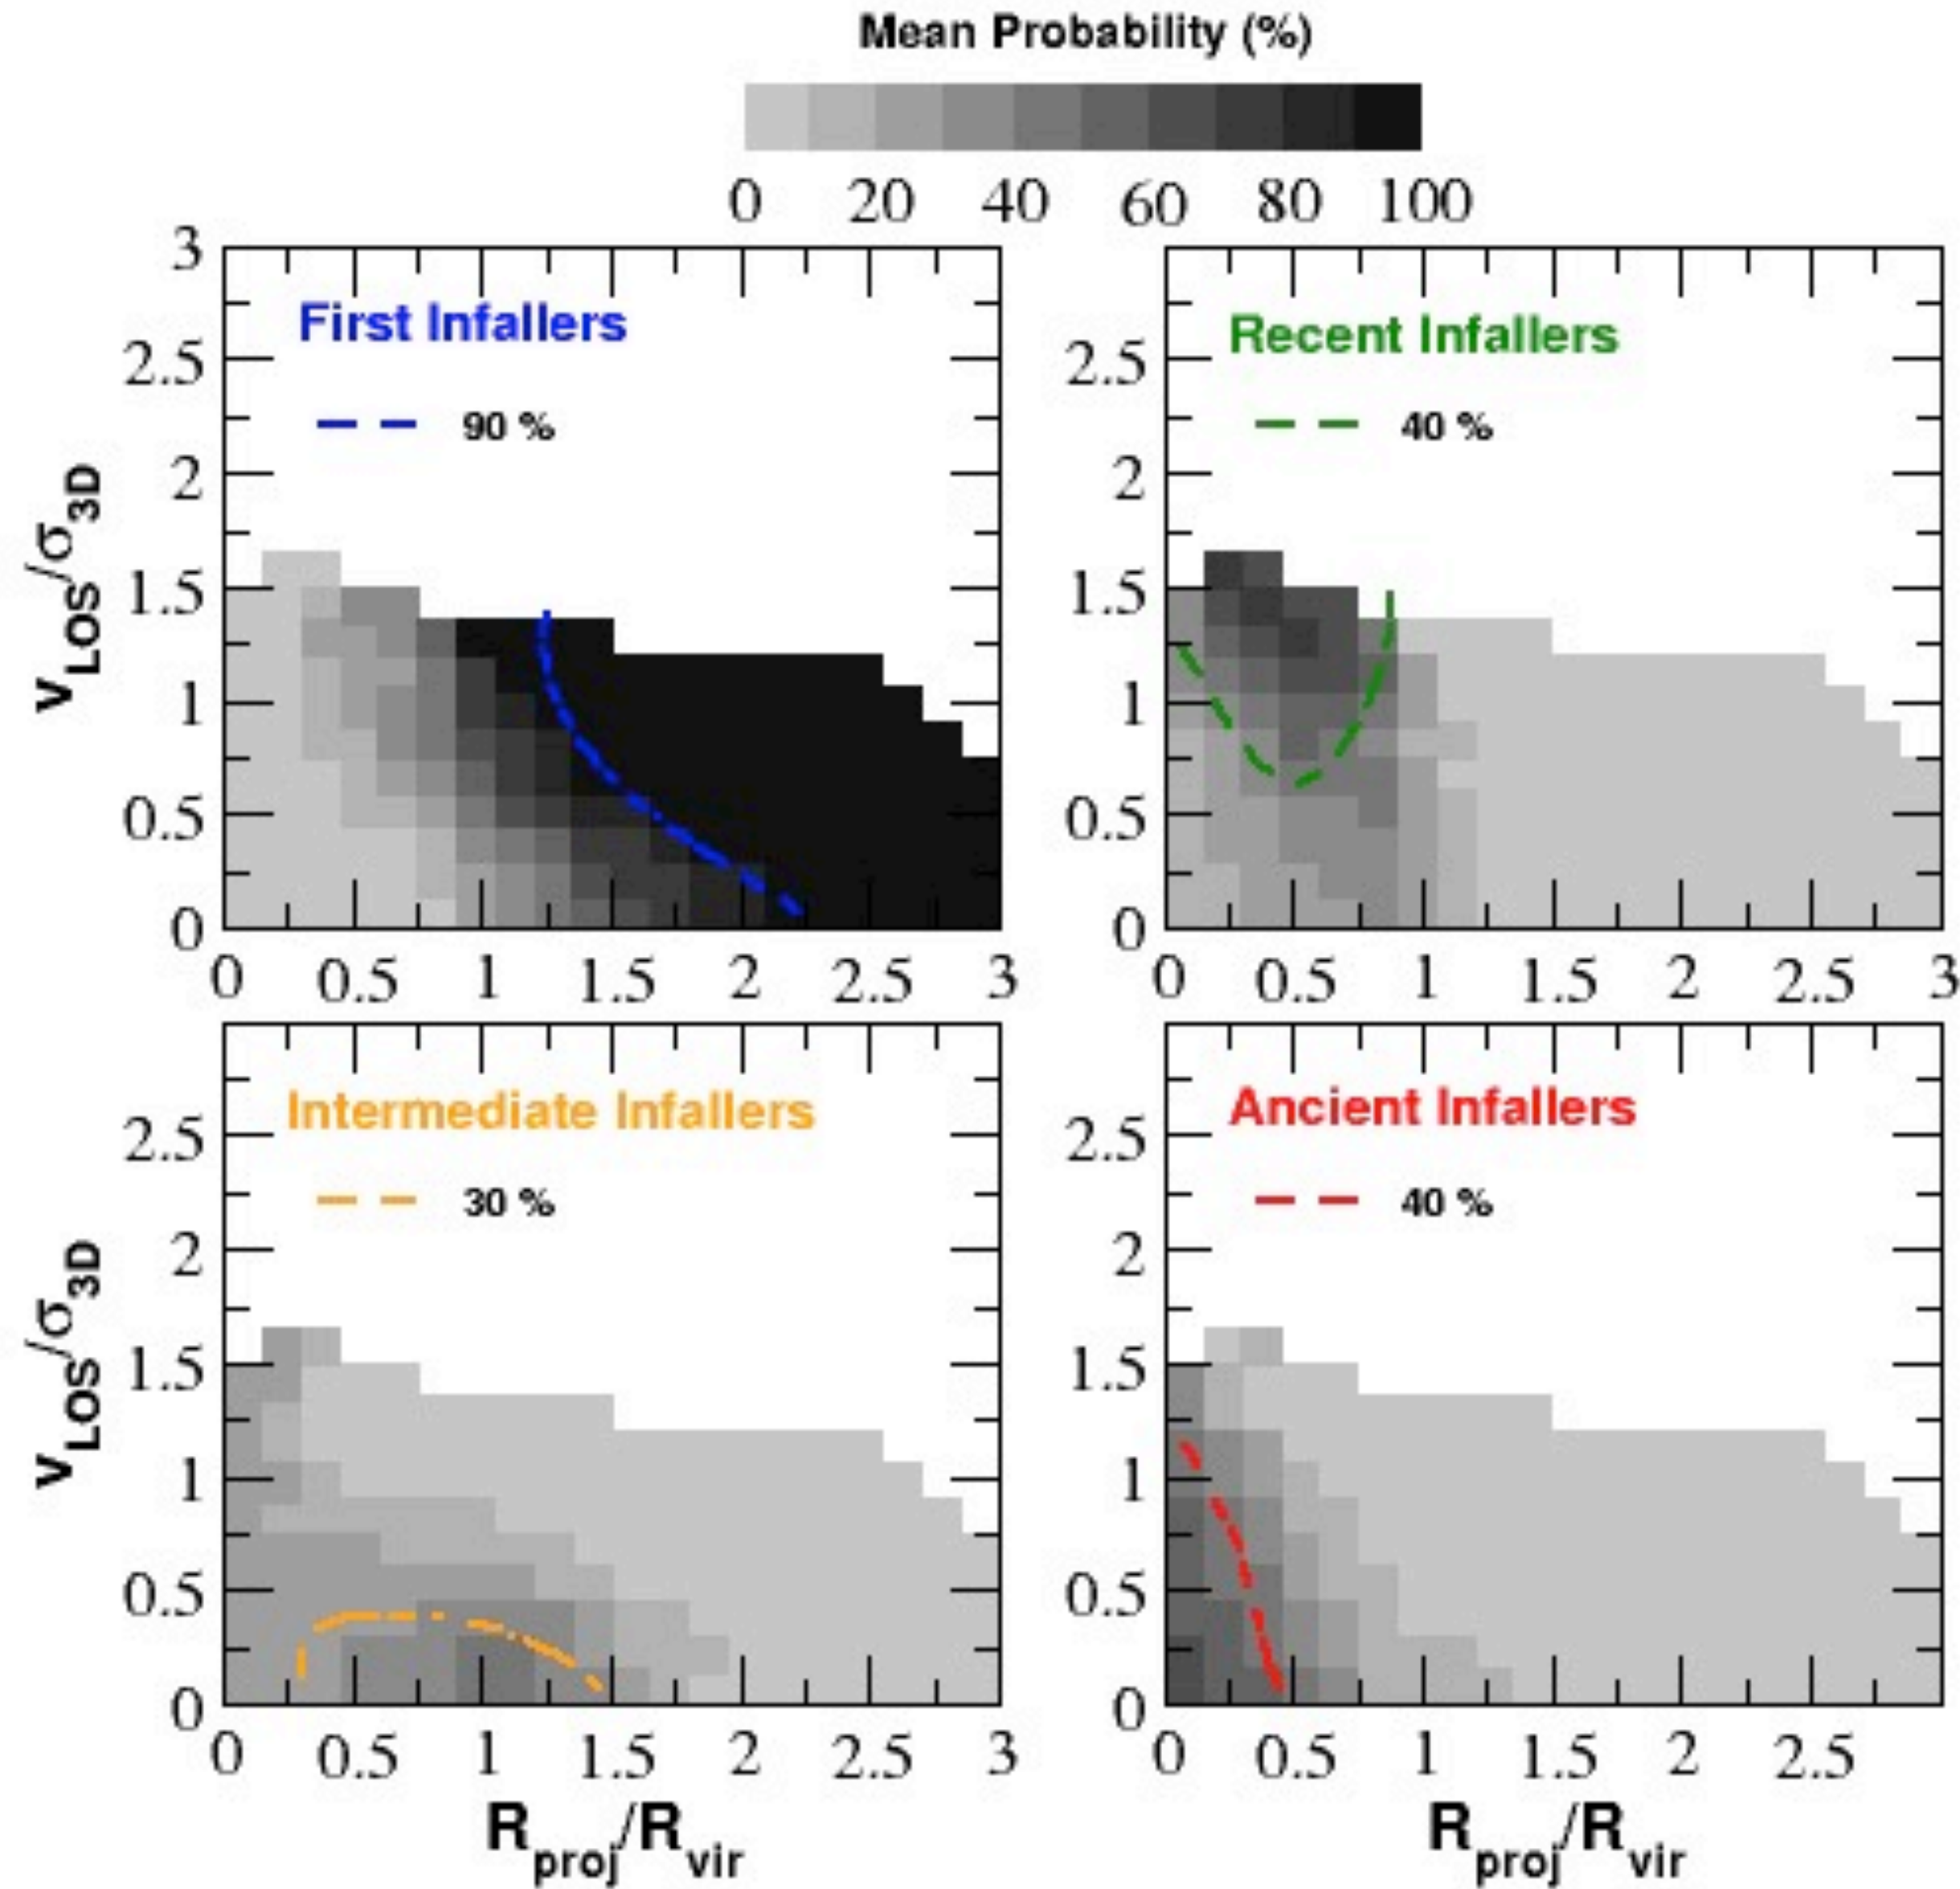 Mean Probability (%)
0 20 40 60 80 100
First Infallers
90 %
3
2.5
2
1.5
1
0.5
0
0 0.5 1 1.5 2 2.5 3
vLOS/σ3D
Recent Infallers
40 %
2.5
2
1.5
1
0.5
0
0 0.5 1 1.5 2 2.5 3
Intermediate Infallers
30 %
2.5
2
1.5
1
0.5
0
0 0.5 1 1.5 2 2.5 3
vLOS/σ3D
Rproj/Rvir
Ancient Infallers
40 %
2.5
2
1.5
1
0.5
0
0 0.5 1 1.5 2 2.5
Rproj/Rvir